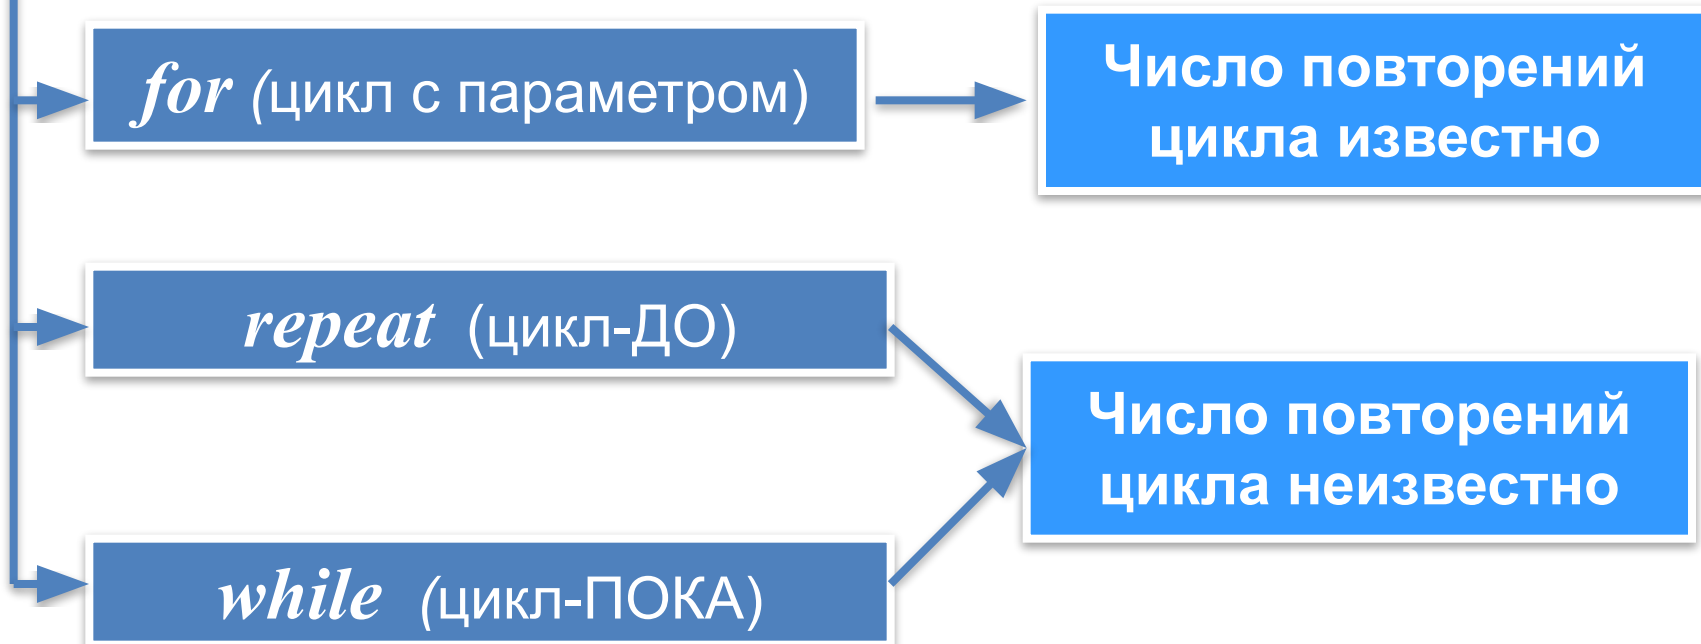 for (цикл с параметром)
Число повторений
цикла известно
repeat (цикл-ДО)
Число повторений
цикла неизвестно
while (цикл-ПОКА)